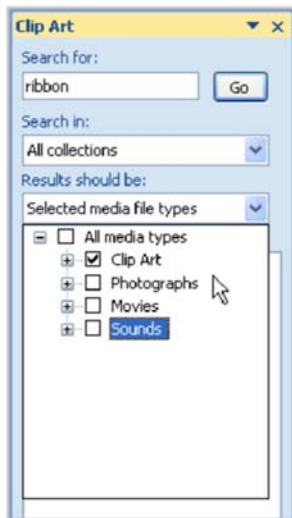 Clip Art
Search for:
ribbon
Go
Search in:
All collections
Results should be:
Selected media file types
All media types
Clip Art
Photographs
Movies
Sounds